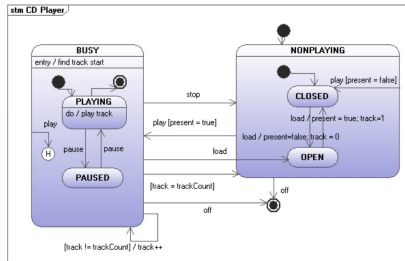 stm CD Player
BUSY
entry / find track start
PLAYING
do / play track
play
pause
pause
H
PAUSED
[track != trackCount] / track++
stop
play [present = true]
load
[track = trackCount]
off
NONPLAYING
play [present = false]
CLOSED
load / present = true; track=1
load / present=false; track = 0
OPEN
off